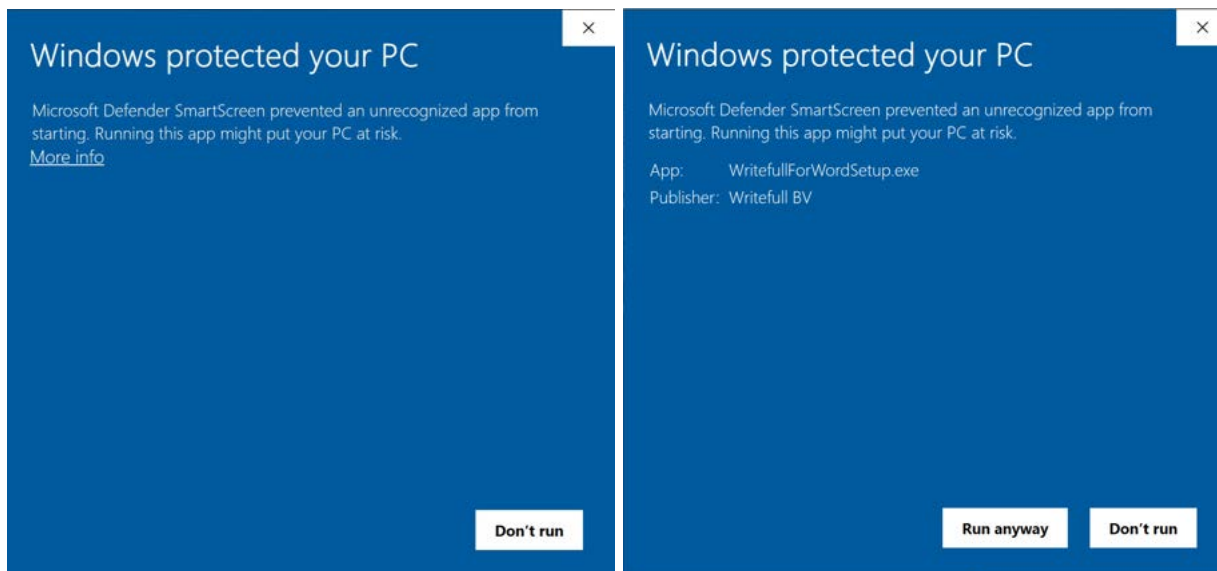 Windows protected your PC
Microsoft Defender SmartScreen prevented an unrecognized app from
starting. Running this app might put your PC at risk.
More info
Don't run
Windows protected your PC
Microsoft Defender SmartScreen prevented an unrecognized app from
starting. Running this app might put your PC at risk.
App: WritefullForWordSetup.exe
Publisher: Writefull BV
Run anyway Don't run